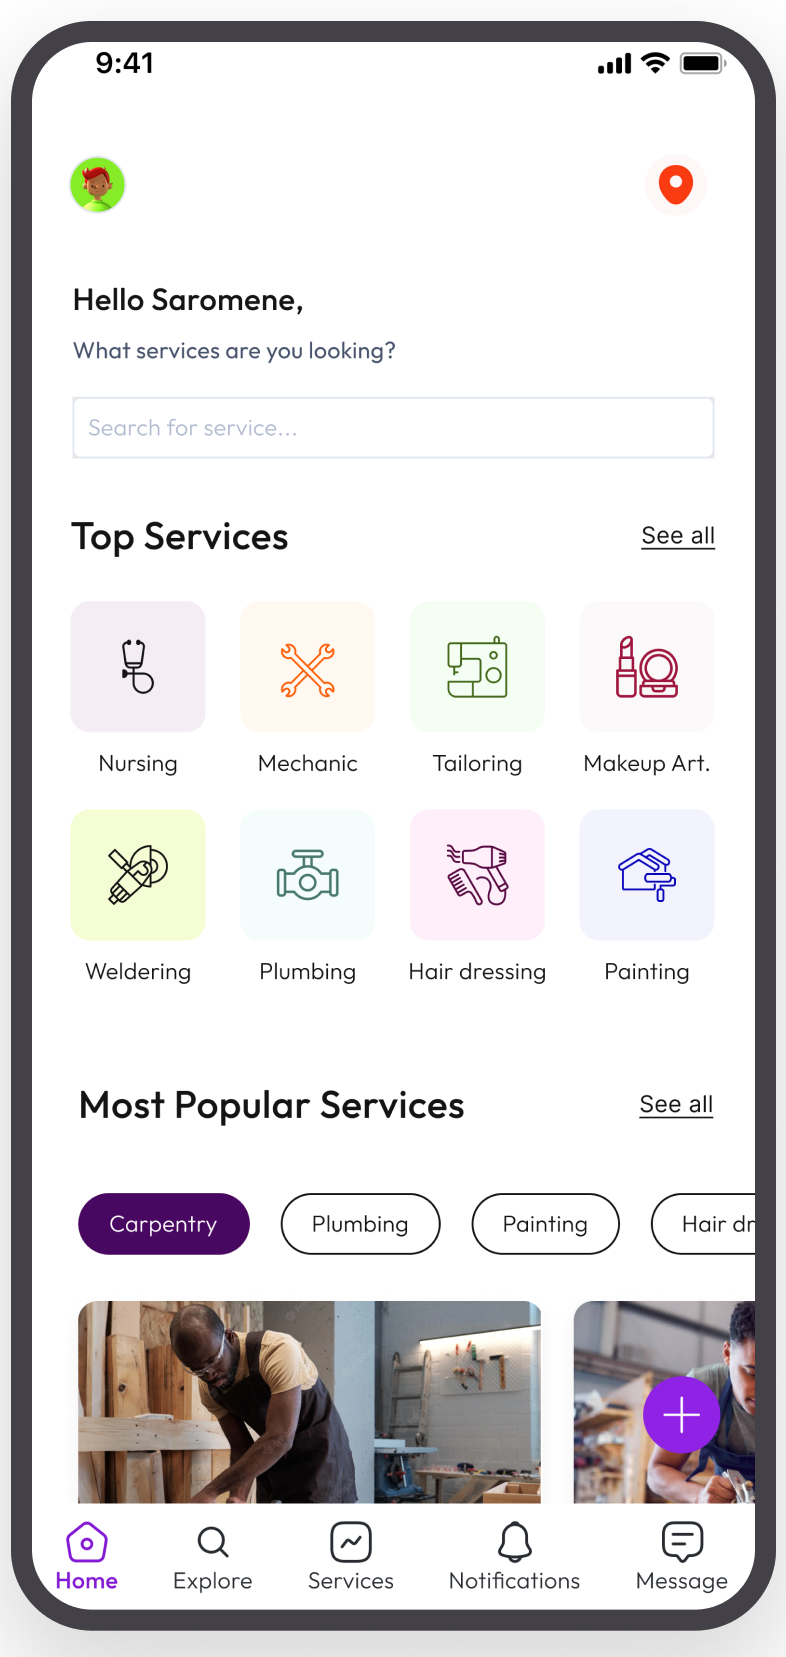 9:41
Hello Saromene,
What services are you looking?
Search for service...
Top Services
See all
Nursing
Mechanic
Tailoring
Makeup Art.
Weldering
Plumbing
Hair dressing
Painting
Most Popular Services
See all
Carpentry
Plumbing
Painting
Hair dr
Home
Explore
Services
Notifications
Message